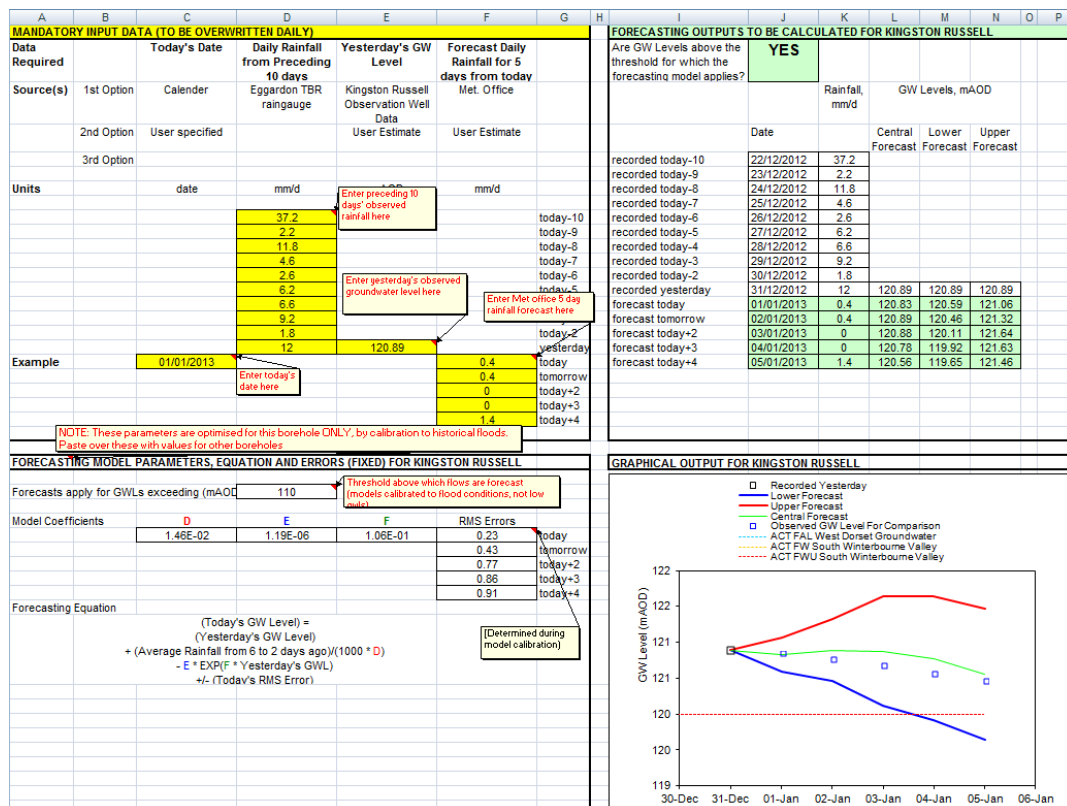 A B C D E F G H I J K L M N O P
MANDATORY INPUT DATA (TO BE OVERWRITTEN DAILY)
Data Required
Today's Date
Daily Rainfall from Preceding 10 days
Yesterday's GW Level
Forecast Daily Rainfall for 5 days from today
Source(s) 1st Option Calender
Eggardon TBR raingauge
Kingston Russell Observation Well Data
Met. Office
2nd Option User specified User Estimate User Estimate
3rd Option
Units date mm/d mm/d
Enter preceding 10 days' observed rainfall here
37.2 today-10
2.2 today-9
11.8 today-8
4.6 today-7
2.6 today-6
6.2 today-5
6.6
9.2
1.8 today-2
12 120.89 yesterday
Enter yesterday's observed groundwater level here
Enter Met office 5 day rainfall forecast here
Example 01/01/2013 0.4 today
0.4 tomorrow
0 today+2
0 today+3
1.4 today+4
Enter today's date here
NOTE: These parameters are optimised for this borehole ONLY, by calibration to historical floods.
Paste over these with values for other boreholes
FORECASTING MODEL PARAMETERS, EQUATION AND ERRORS (FIXED) FOR KINGSTON RUSSELL
Forecasts apply for GWLs exceeding (mAOD 110
Threshold above which flows are forecast
(models calibrated to flood conditions, not low
gwls)
Model Coefficients D E F RMS Errors
1.46E-02 1.19E-06 1.06E-01 0.23 today
0.43 tomorrow
0.77 today+2
0.86 today+3
0.91 today+4
Forecasting Equation
(Today's GW Level) =
(Yesterday's GW Level)
+ (Average Rainfall from 6 to 2 days ago)/(1000 * D)
- E * EXP(F * Yesterday's GWL)
+/- (Today's RMS Error)
[Determined during
model calibration)
FORECASTING OUTPUTS TO BE CALCULATED FOR KINGSTON RUSSELL
Are GW Levels above the
threshold for which the
forecasting model applies?
YES
Rainfall, mm/d
GW Levels, mAOD
Date
Central Forecast
Lower Forecast
Upper Forecast
recorded today-10 22/12/2012 37.2
recorded today-9 23/12/2012 2.2
recorded today-8 24/12/2012 11.8
recorded today-7 25/12/2012 4.6
recorded today-6 26/12/2012 2.6
recorded today-5 27/12/2012 6.2
recorded today-4 28/12/2012 6.6
recorded today-3 29/12/2012 9.2
recorded today-2 30/12/2012 1.8
recorded yesterday 31/12/2012 12 120.89 120.89 120.89
forecast today 01/01/2013 0.4 120.83 120.59 121.06
forecast tomorrow 02/01/2013 0.4 120.89 120.46 121.32
forecast today+2 03/01/2013 0 120.88 120.11 121.64
forecast today+3 04/01/2013 0 120.78 119.92 121.63
forecast today+4 05/01/2013 1.4 120.56 119.65 121.46
GRAPHICAL OUTPUT FOR KINGSTON RUSSELL
Recorded Yesterday
Lower Forecast
Upper Forecast
Central Forecast
Observed GW Level For Comparison
ACT FAL West Dorset Groundwater
ACT FW South Winterbourne Valley
ACT FWU South Winterbourne Valley
GW Level (mAOD)
122
122
121
121
120
120
119
30-Dec 31-Dec 01-Jan 02-Jan 03-Jan 04-Jan 05-Jan 06-Jan